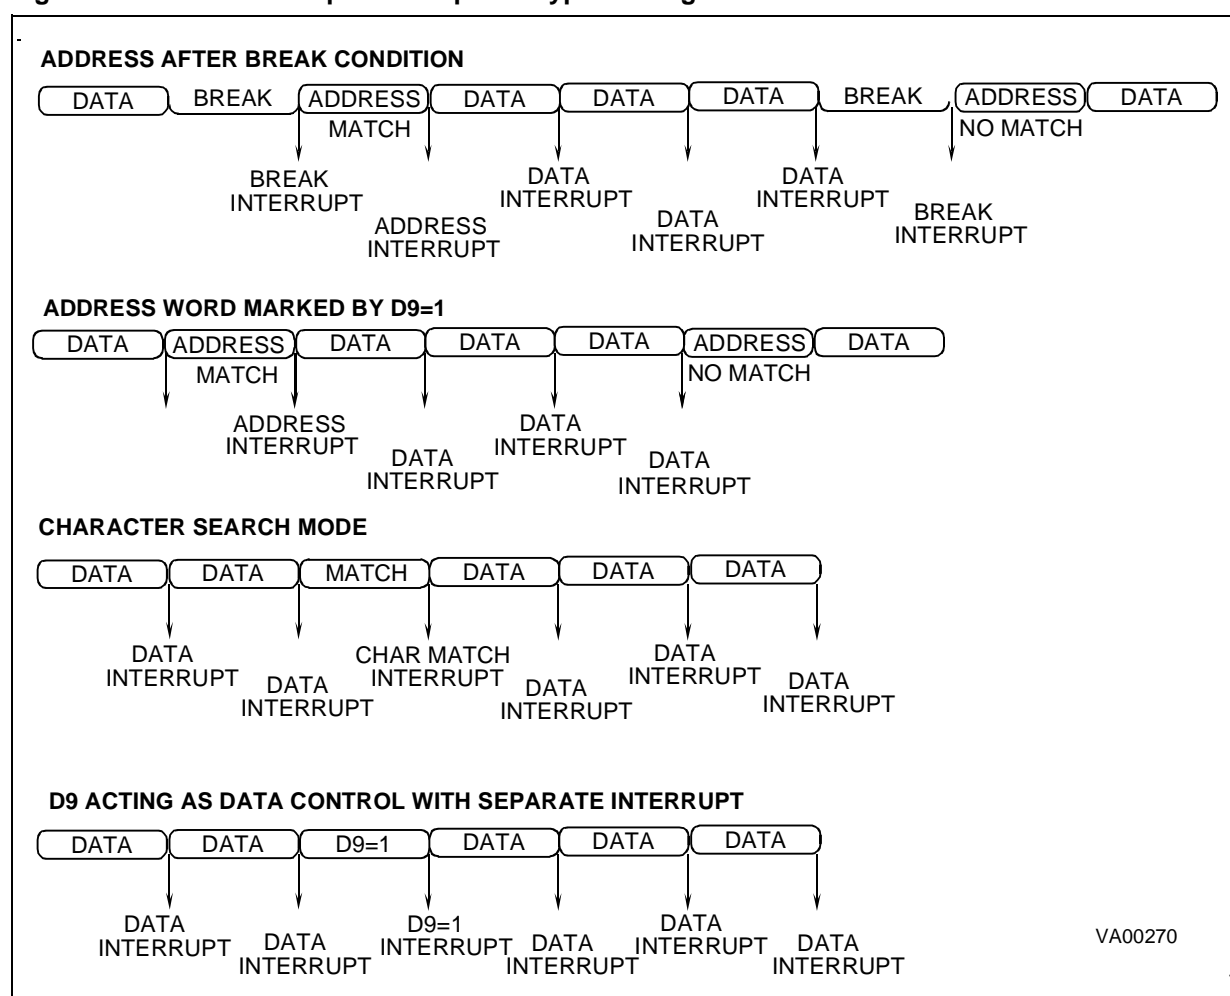 ADDRESS AFTER BREAK CONDITION
DATA BREAK ADDRESS DATA DATA DATA BREAK ADDRESS DATA
MATCH NO MATCH
BREAK
INTERRUPT
ADDRESS
INTERRUPT
DATA
INTERRUPT
DATA
INTERRUPT
DATA
INTERRUPT
BREAK
INTERRUPT
ADDRESS WORD MARKED BY D9=1
DATA ADDRESS DATA DATA DATA ADDRESS DATA
MATCH NO MATCH
ADDRESS
INTERRUPT
DATA
INTERRUPT
DATA
INTERRUPT
DATA
INTERRUPT
CHARACTER SEARCH MODE
DATA DATA MATCH DATA DATA DATA
DATA
INTERRUPT
DATA
INTERRUPT
CHAR MATCH
INTERRUPT
DATA
INTERRUPT
DATA
INTERRUPT
DATA
INTERRUPT
D9 ACTING AS DATA CONTROL WITH SEPARATE INTERRUPT
DATA DATA D9=1 DATA DATA DATA
DATA
INTERRUPT
DATA
INTERRUPT
D9=1
INTERRUPT
DATA
INTERRUPT
DATA
INTERRUPT
DATA
INTERRUPT
VA00270